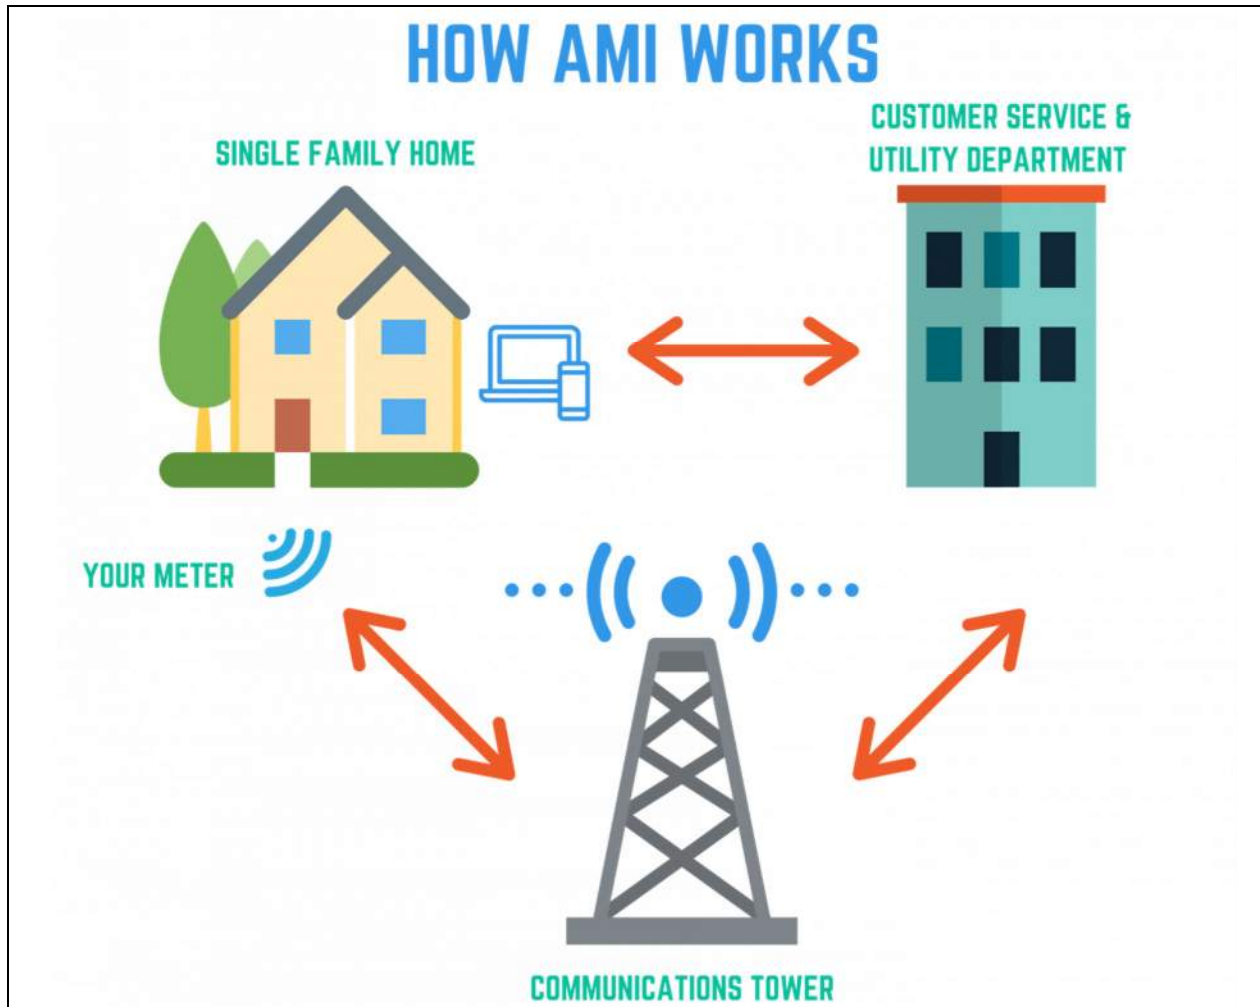 HOW AMI WORKS
SINGLE FAMILY HOME
CUSTOMER SERVICE &
UTILITY DEPARTMENT
YOUR METER
COMMUNICATIONS TOWER